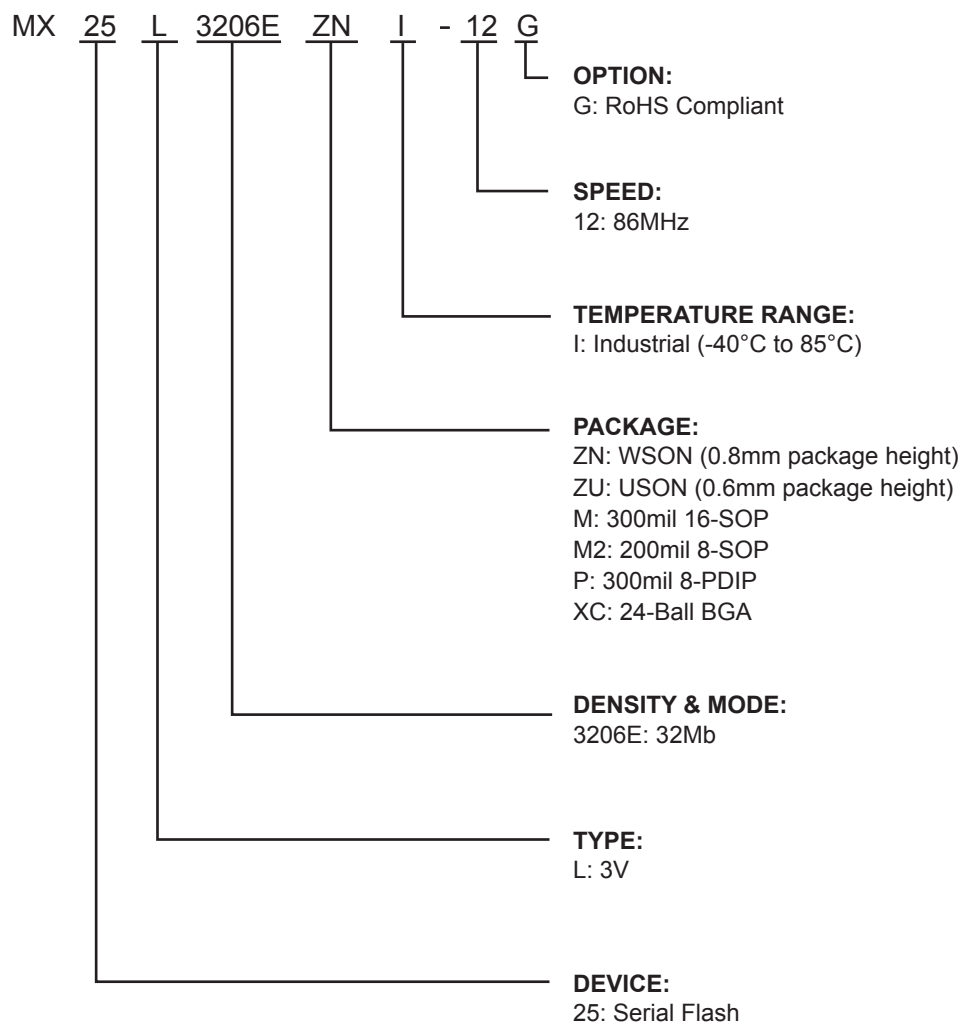 MX 25 L 3206E ZN I - 12 G
OPTION:
G: RoHS Compliant
SPEED:
12: 86MHz
TEMPERATURE RANGE:
I: Industrial (-40°C to 85°C)
PACKAGE:
ZN: WSON (0.8mm package height)
ZU: USON (0.6mm package height)
M: 300mil 16-SOP
M2: 200mil 8-SOP
P: 300mil 8-PDIP
XC: 24-Ball BGA
DENSITY & MODE:
3206E: 32Mb
TYPE:
L: 3V
DEVICE:
25: Serial Flash